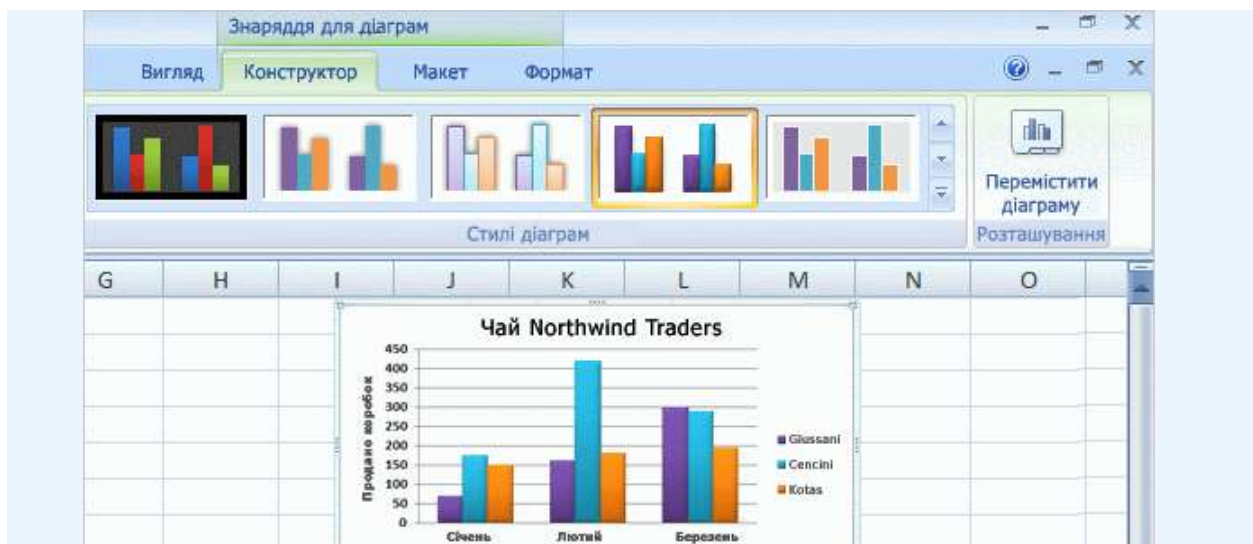 Знаряддя для діаграм
Вигляд Конструктор Макет Формат
Перемістити
діаграму
Стилі діаграм
Розташування
G H I J K L M N O
Чай Northwind Traders
Продано коробок
450
400
350
300
250
200
150
100
50
0
Січень Лютий Березень
Giussani
Cencini
Kotas